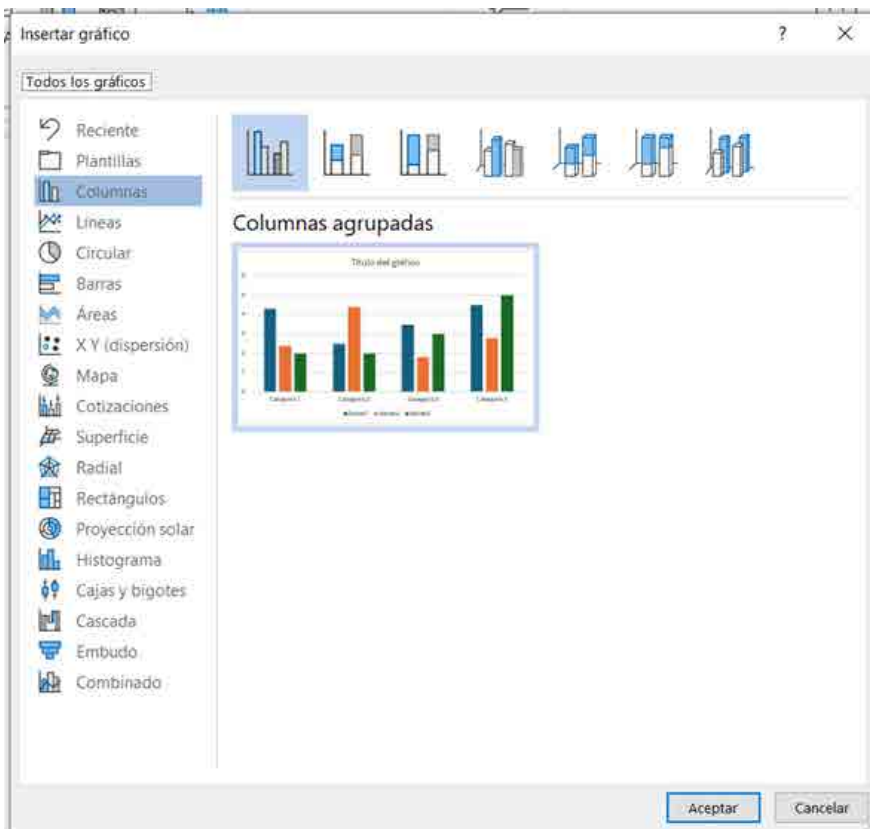 Insertar gráfico
?
Todos los gráficos
Reciente
Plantillas
Columnas
Líneas
Circular
Barras
Áreas
X Y (dispersión)
Mapa
Cotizaciones
Superficie
Radial
Rectángulos
Proyección solar
Histograma
Cajas y bigotes
Cascada
Embudo
Combinado
Columnas agrupadas
Título del gráfico
Aceptar
Cancelar